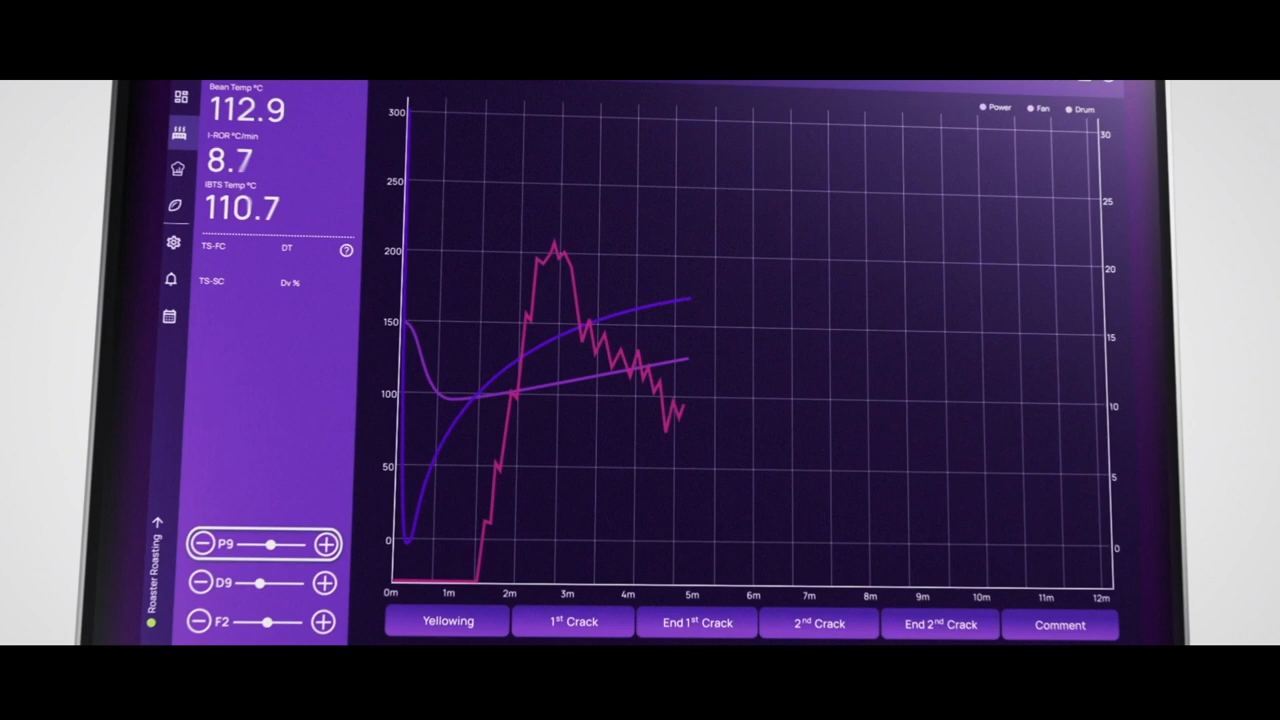 Bean Temp °C
112.9
I-ROR °C/min
8.7
IBTS Temp °C
110.7
TS-FC DT ?
TS-SC Dv %
P9
D9
F2
Roaster Roasting
Power Fan Drum
300
250
200
150
100
50
0
30
25
20
15
10
5
0
0m 1m 2m 3m 4m 5m 6m 7m 8m 9m 10m 11m 12m
Yellowing 1st Crack End 1st Crack 2nd Crack End 2nd Crack Comment